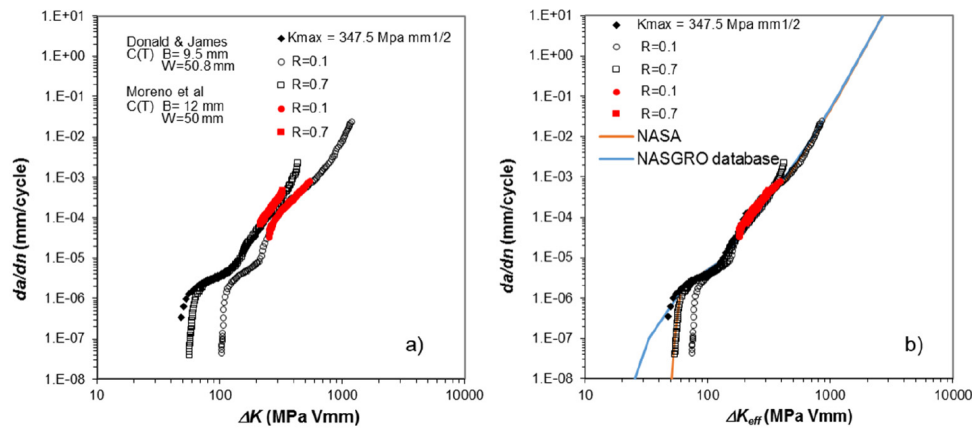 1.E+01
1.E+00
1.E-01
1.E-02
1.E-03
1.E-04
1.E-05
1.E-06
1.E-07
1.E-08
da/dn (mm/cycle)
Donald & James
C(T) B= 9.5 mm
W=50.8 mm
Moreno et al
C(T) B= 12 mm
W=50 mm
Kmax = 347.5 Mpa mm1/2
R=0.1
R=0.7
R=0.1
R=0.7
a)
10
100
1000
10000
ΔK (MPa Vmm)
1.E+01
1.E+00
1.E-01
1.E-02
1.E-03
1.E-04
1.E-05
1.E-06
1.E-07
1.E-08
da/dn (mm/cycle)
Kmax = 347.5 Mpa mm1/2
R=0.1
R=0.7
R=0.1
R=0.7
NASA
NASGRO database
b)
10
100
1000
10000
ΔKeff (MPa Vmm)